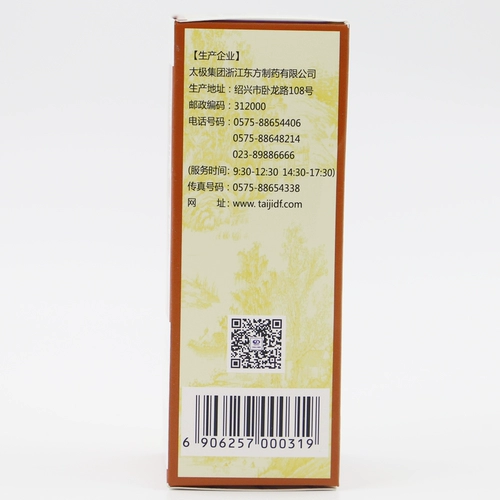 【生产企业】
太极集团浙江东方制药有限公司
生产地址：绍兴市卧龙路108号
邮政编码：312000
电话号码：0575-88654406
0575-88648214
023-89886666
(服务时间：9:30-12:30 14:30-17:30)
传真号码：0575-88654338
网 址：www.taijidf.com
6 906257 000319